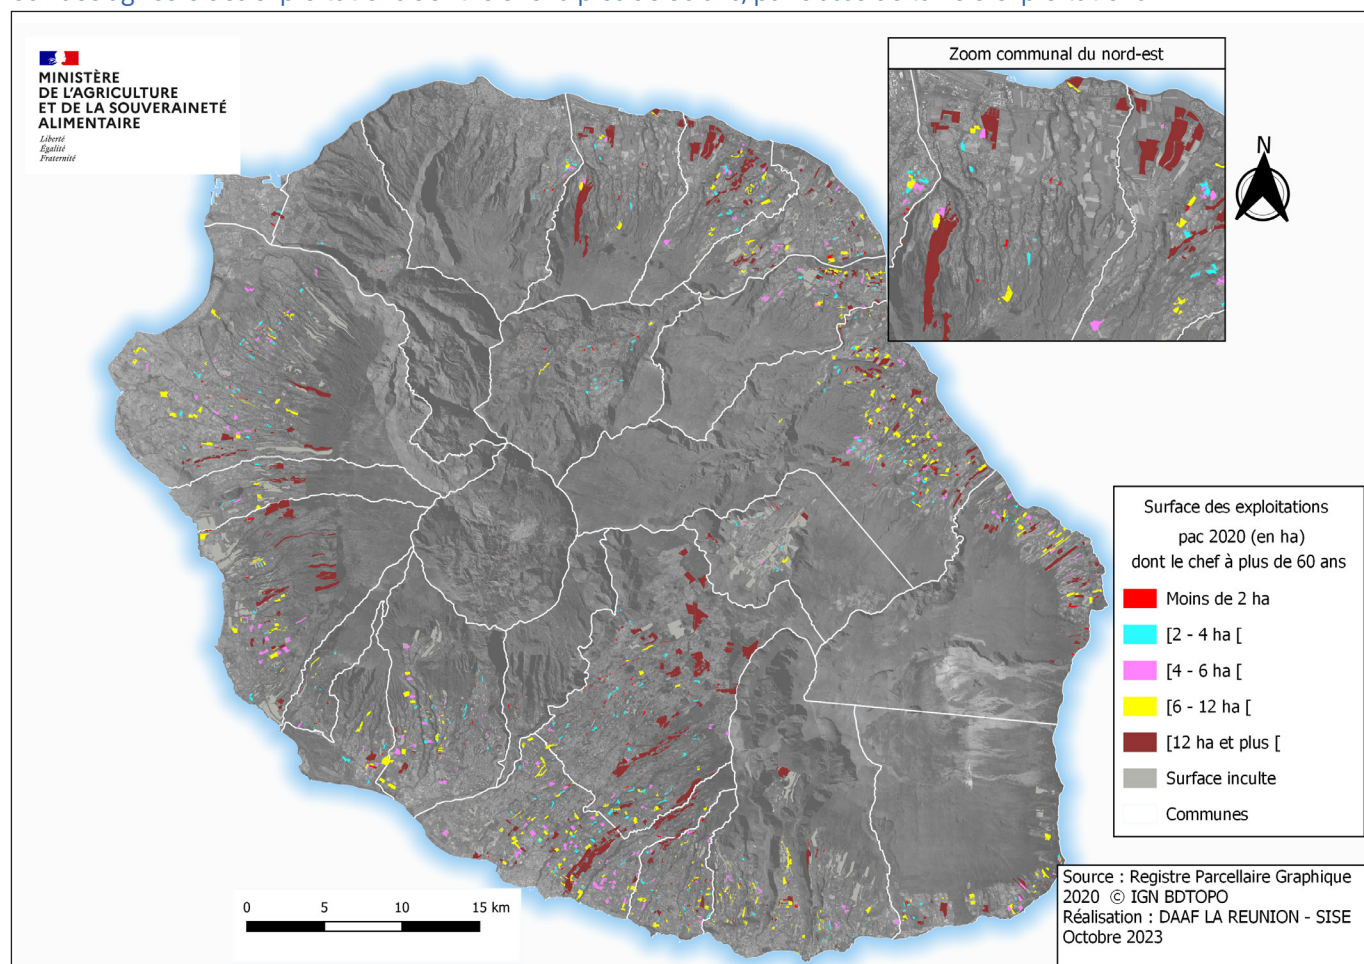 Zoom communal du nord-est
MINISTÈRE
DE L'AGRICULTURE
ET DE LA SOUVERAINETÉ
ALIMENTAIRE
Liberté
Égalité
Fraternité
N
Surface des exploitations
pac 2020 (en ha)
dont le chef à plus de 60 ans
Moins de 2 ha
[2 - 4 ha [
[4 - 6 ha [
[6 - 12 ha [
[12 ha et plus [
Surface inculte
Communes
0 5 10 15 km
Source : Registre Parcellaire Graphique
2020 © IGN BDTOPO
Réalisation : DAAF LA REUNION - SISE
Octobre 2023